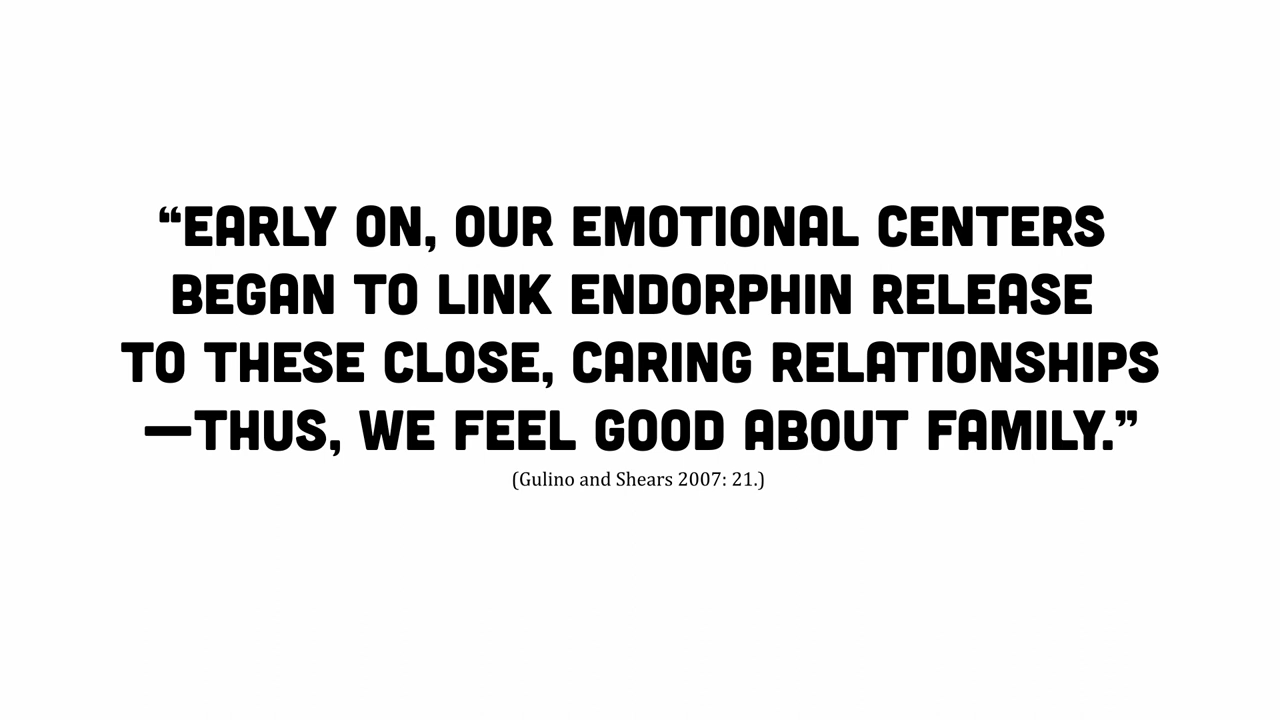 “EARLY ON, OUR EMOTIONAL CENTERS
BEGAN TO LINK ENDORPHIN RELEASE
TO THESE CLOSE, CARING RELATIONSHIPS
—THUS, WE FEEL GOOD ABOUT FAMILY.”
(Gulino and Shears 2007: 21.)